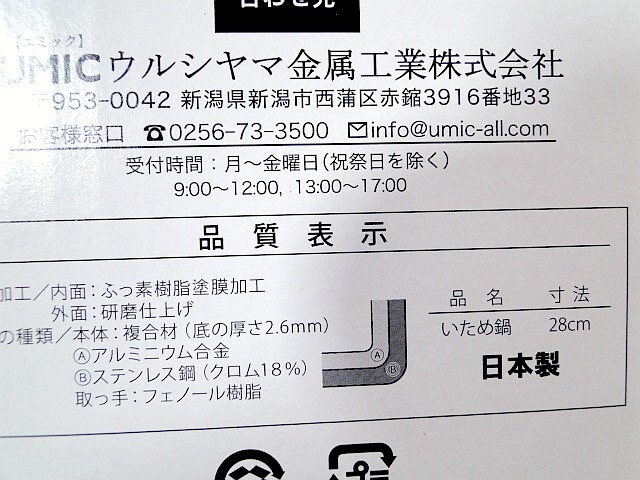 【ユミック】
UMIC ウルシヤマ金属工業株式会社
〒953-0042 新潟県新潟市西蒲区赤鏥3916番地33
お客様窓口 ☎0256-73-3500 ✉info@umic-all.com
受付時間：月〜金曜日（祝祭日を除く）
9:00〜12:00, 13:00〜17:00
品質表示
加工／内面：ふっ素樹脂塗膜加工
外面：研磨仕上げ
の種類／本体：複合材（底の厚さ2.6mm）
Ⓐアルミニウム合金
Ⓑステンレス鋼（クロム18％）
取っ手：フェノール樹脂
Ⓐ
Ⓑ
品名 寸法
いため鍋 28cm
日本製